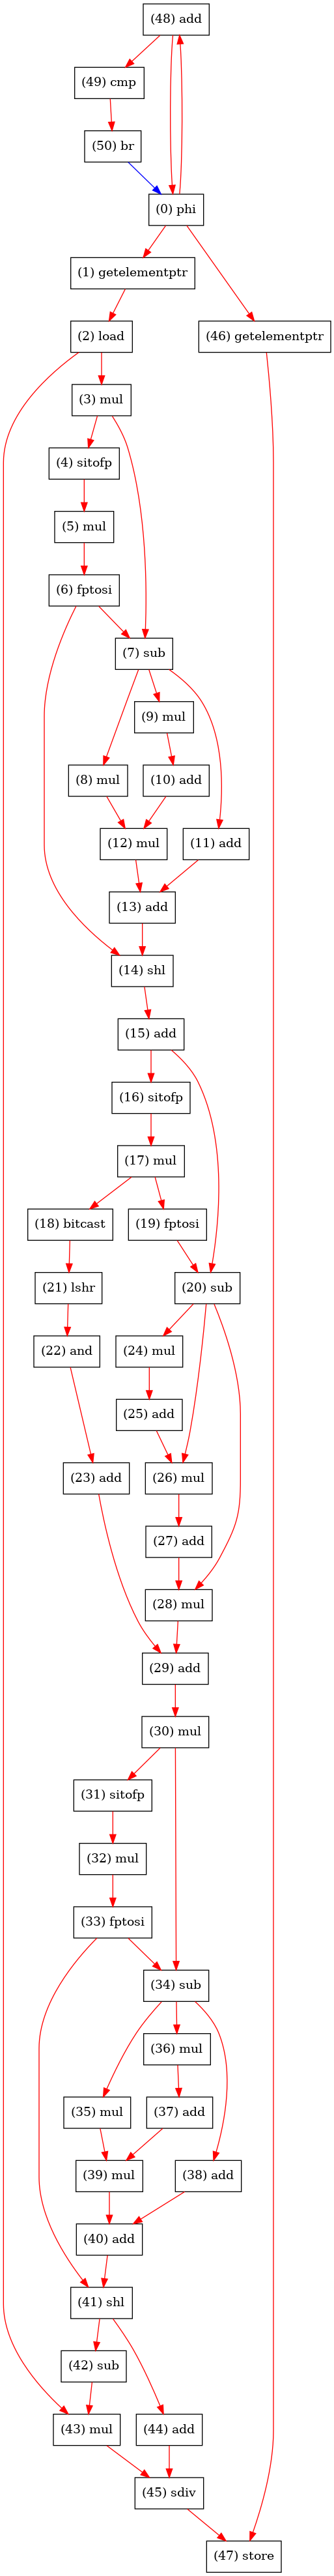 (48) add
(49) cmp
(50) br
(0) phi
(1) getelementptr
(2) load
(46) getelementptr
(3) mul
(4) sitofp
(5) mul
(6) fptosi
(7) sub
(9) mul
(8) mul
(10) add
(12) mul
(11) add
(13) add
(14) shl
(15) add
(16) sitofp
(17) mul
(18) bitcast
(19) fptosi
(21) lshr
(20) sub
(22) and
(24) mul
(25) add
(23) add
(26) mul
(27) add
(28) mul
(29) add
(30) mul
(31) sitofp
(32) mul
(33) fptosi
(34) sub
(36) mul
(35) mul
(37) add
(39) mul
(38) add
(40) add
(41) shl
(42) sub
(43) mul
(44) add
(45) sdiv
(47) store